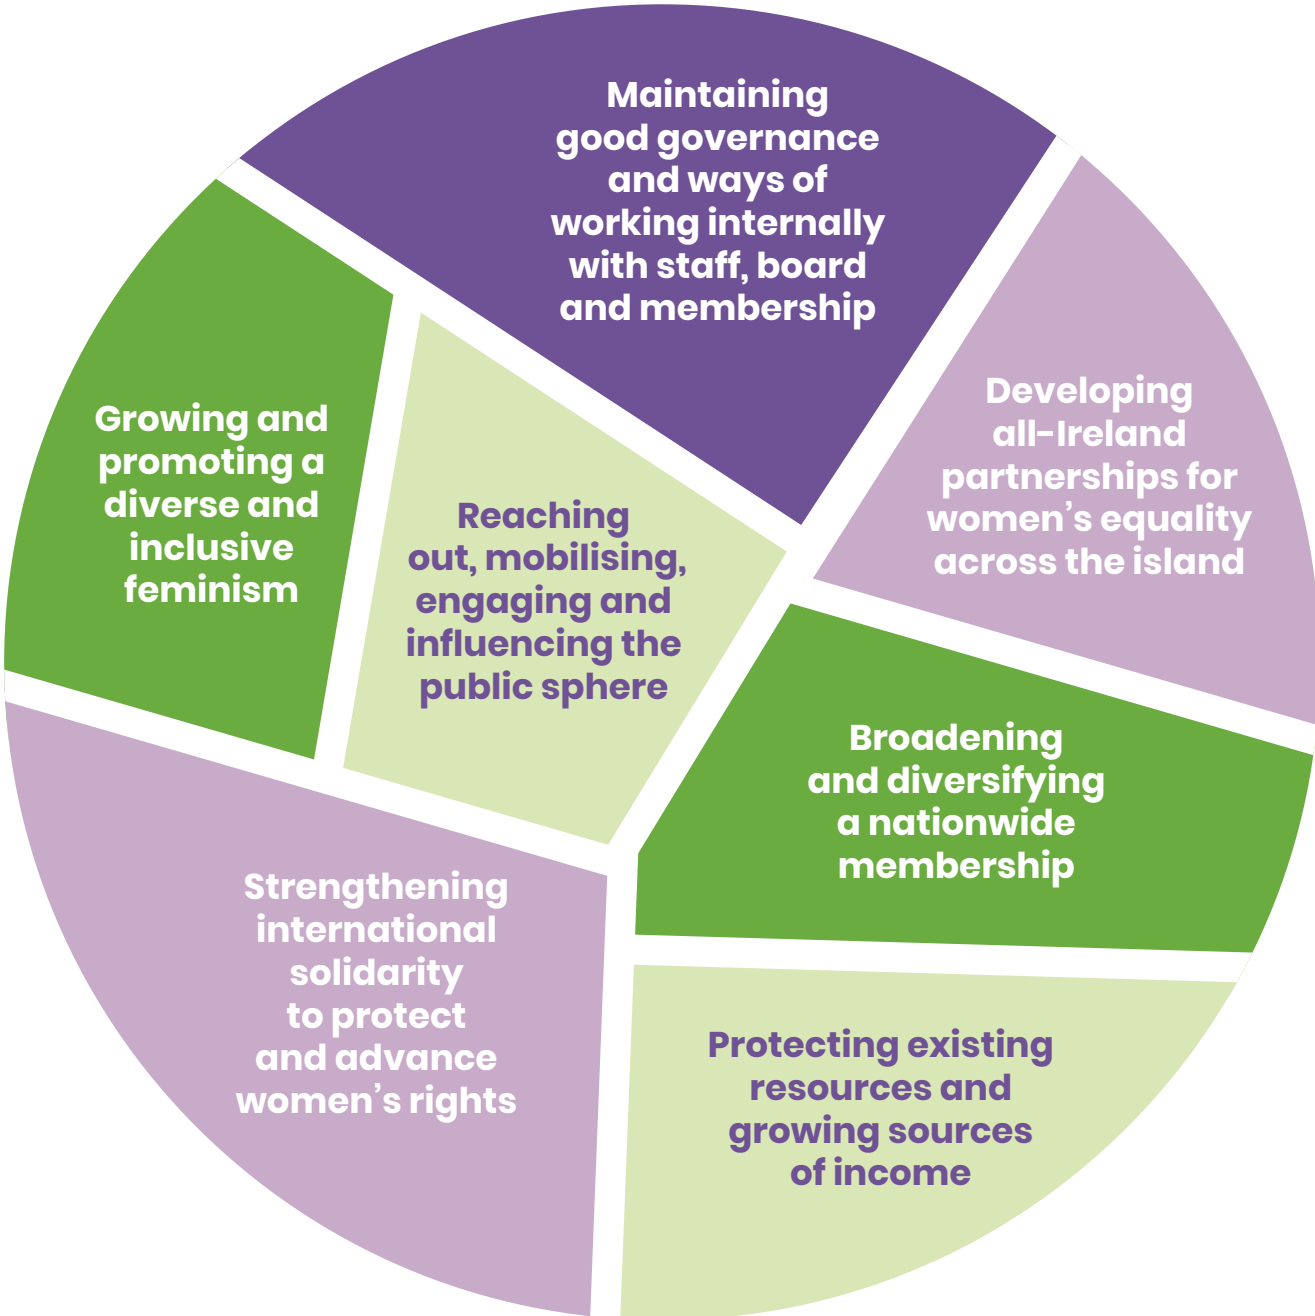 Maintaining
good governance
and ways of
working internally
with staff, board
and membership
Developing
all-Ireland
partnerships for
women’s equality
across the island
Growing and
promoting a
diverse and
inclusive
feminism
Reaching
out, mobilising,
engaging and
influencing the
public sphere
Broadening
and diversifying
a nationwide
membership
Strengthening
international
solidarity
to protect
and advance
women’s rights
Protecting existing
resources and
growing sources
of income